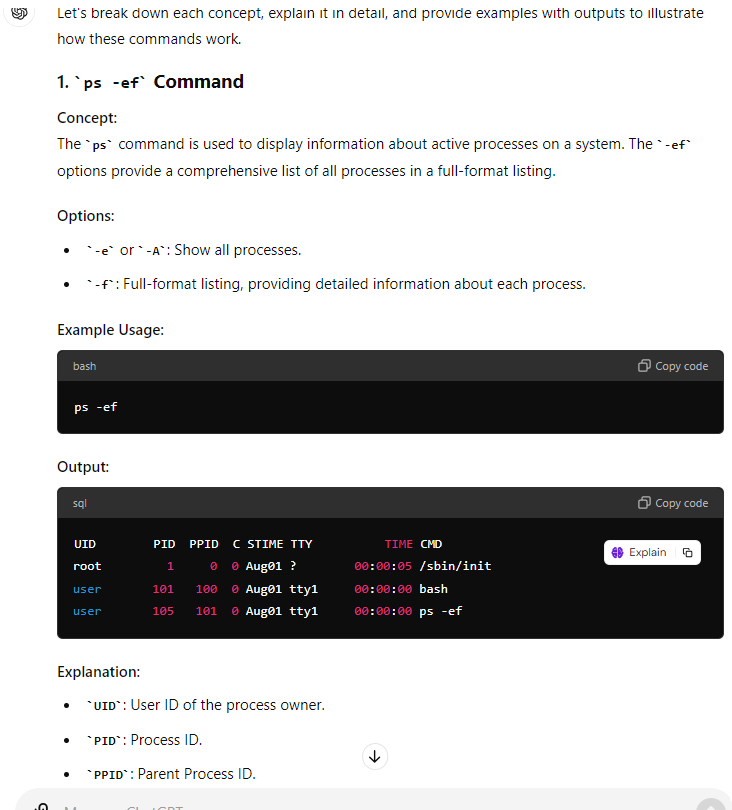 Let's break down each concept, explain it in detail, and provide examples with outputs to illustrate
how these commands work.
1. `ps -ef` Command
Concept:
The `ps` command is used to display information about active processes on a system. The `-ef`
options provide a comprehensive list of all processes in a full-format listing.
Options:
• `-e` or `-A`: Show all processes.
• `-f`: Full-format listing, providing detailed information about each process.
Example Usage:
bash Copy code
ps -ef
Output:
sql Copy code
UID PID PPID C STIME TTY TIME CMD
Explain
root 1 0 0 Aug01 ? 00:00:05 /sbin/init
user 101 100 0 Aug01 tty1 00:00:00 bash
user 105 101 0 Aug01 tty1 00:00:00 ps -ef
Explanation:
• `UID`: User ID of the process owner.
• `PID`: Process ID.
• `PPID`: Parent Process ID.